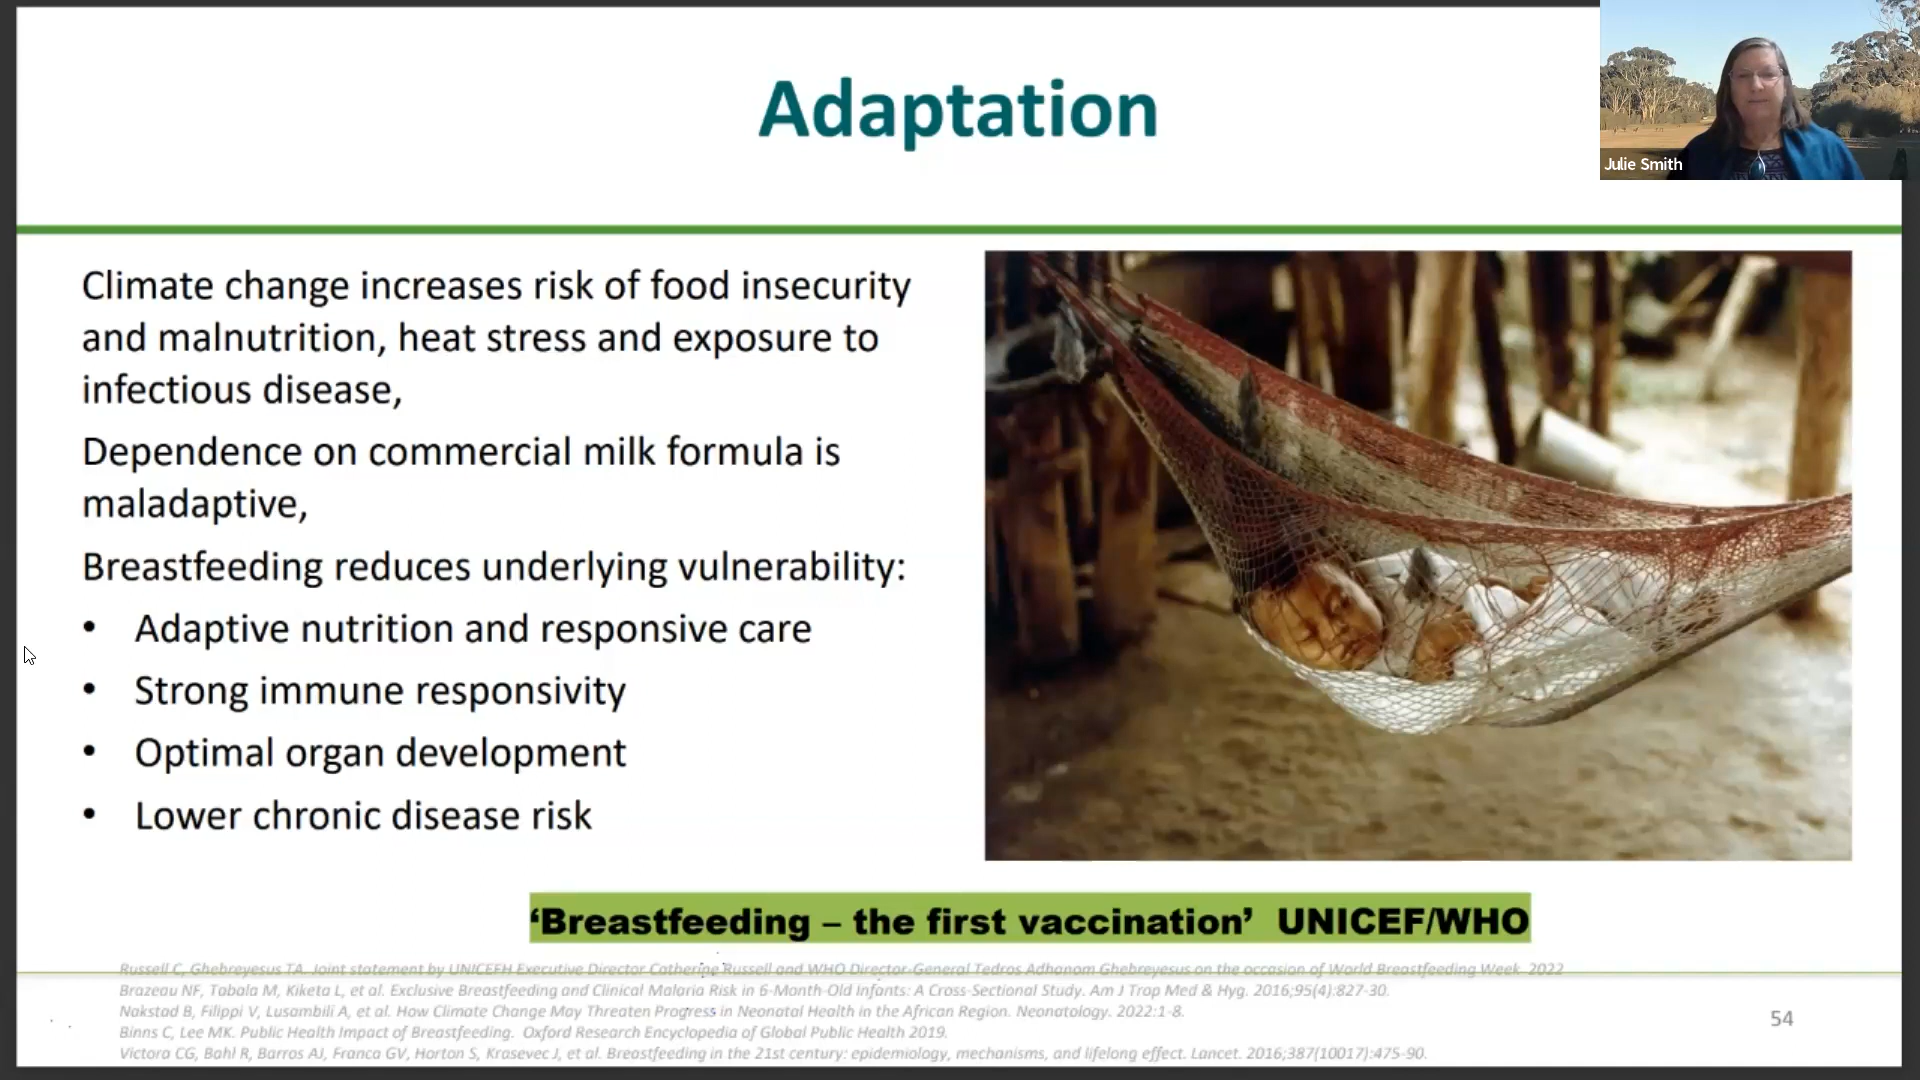 Adaptation
Julie Smith
Climate change increases risk of food insecurity
and malnutrition, heat stress and exposure to
infectious disease,
Dependence on commercial milk formula is
maladaptive,
Breastfeeding reduces underlying vulnerability:
• Adaptive nutrition and responsive care
• Strong immune responsivity
• Optimal organ development
• Lower chronic disease risk
‘Breastfeeding – the first vaccination’ UNICEF/WHO
Russell C, Ghebreyesus TA. Joint statement by UNICEFH Executive Director Catherine Russell and WHO Director-General Tedros Adhanom Ghebreyesus on the occasion of World Breastfeeding Week 2022
Brazeau NF, Tabala M, Kiketa L, et al. Exclusive Breastfeeding and Clinical Malaria Risk in 6-Month-Old Infants: A Cross-Sectional Study. Am J Trop Med & Hyg. 2016;95(4):827-30.
Nakstad B, Filippi V, Lusambili A, et al. How Climate Change May Threaten Progress in Neonatal Health in the African Region. Neonatology. 2022:1-8.
Binns C, Lee MK. Public Health Impact of Breastfeeding. Oxford Research Encyclopedia of Global Public Health 2019.
Victora CG, Bahl R, Barros AJ, Franca GV, Horton S, Krasevec J, et al. Breastfeeding in the 21st century: epidemiology, mechanisms, and lifelong effect. Lancet. 2016;387(10017):475-90.
54